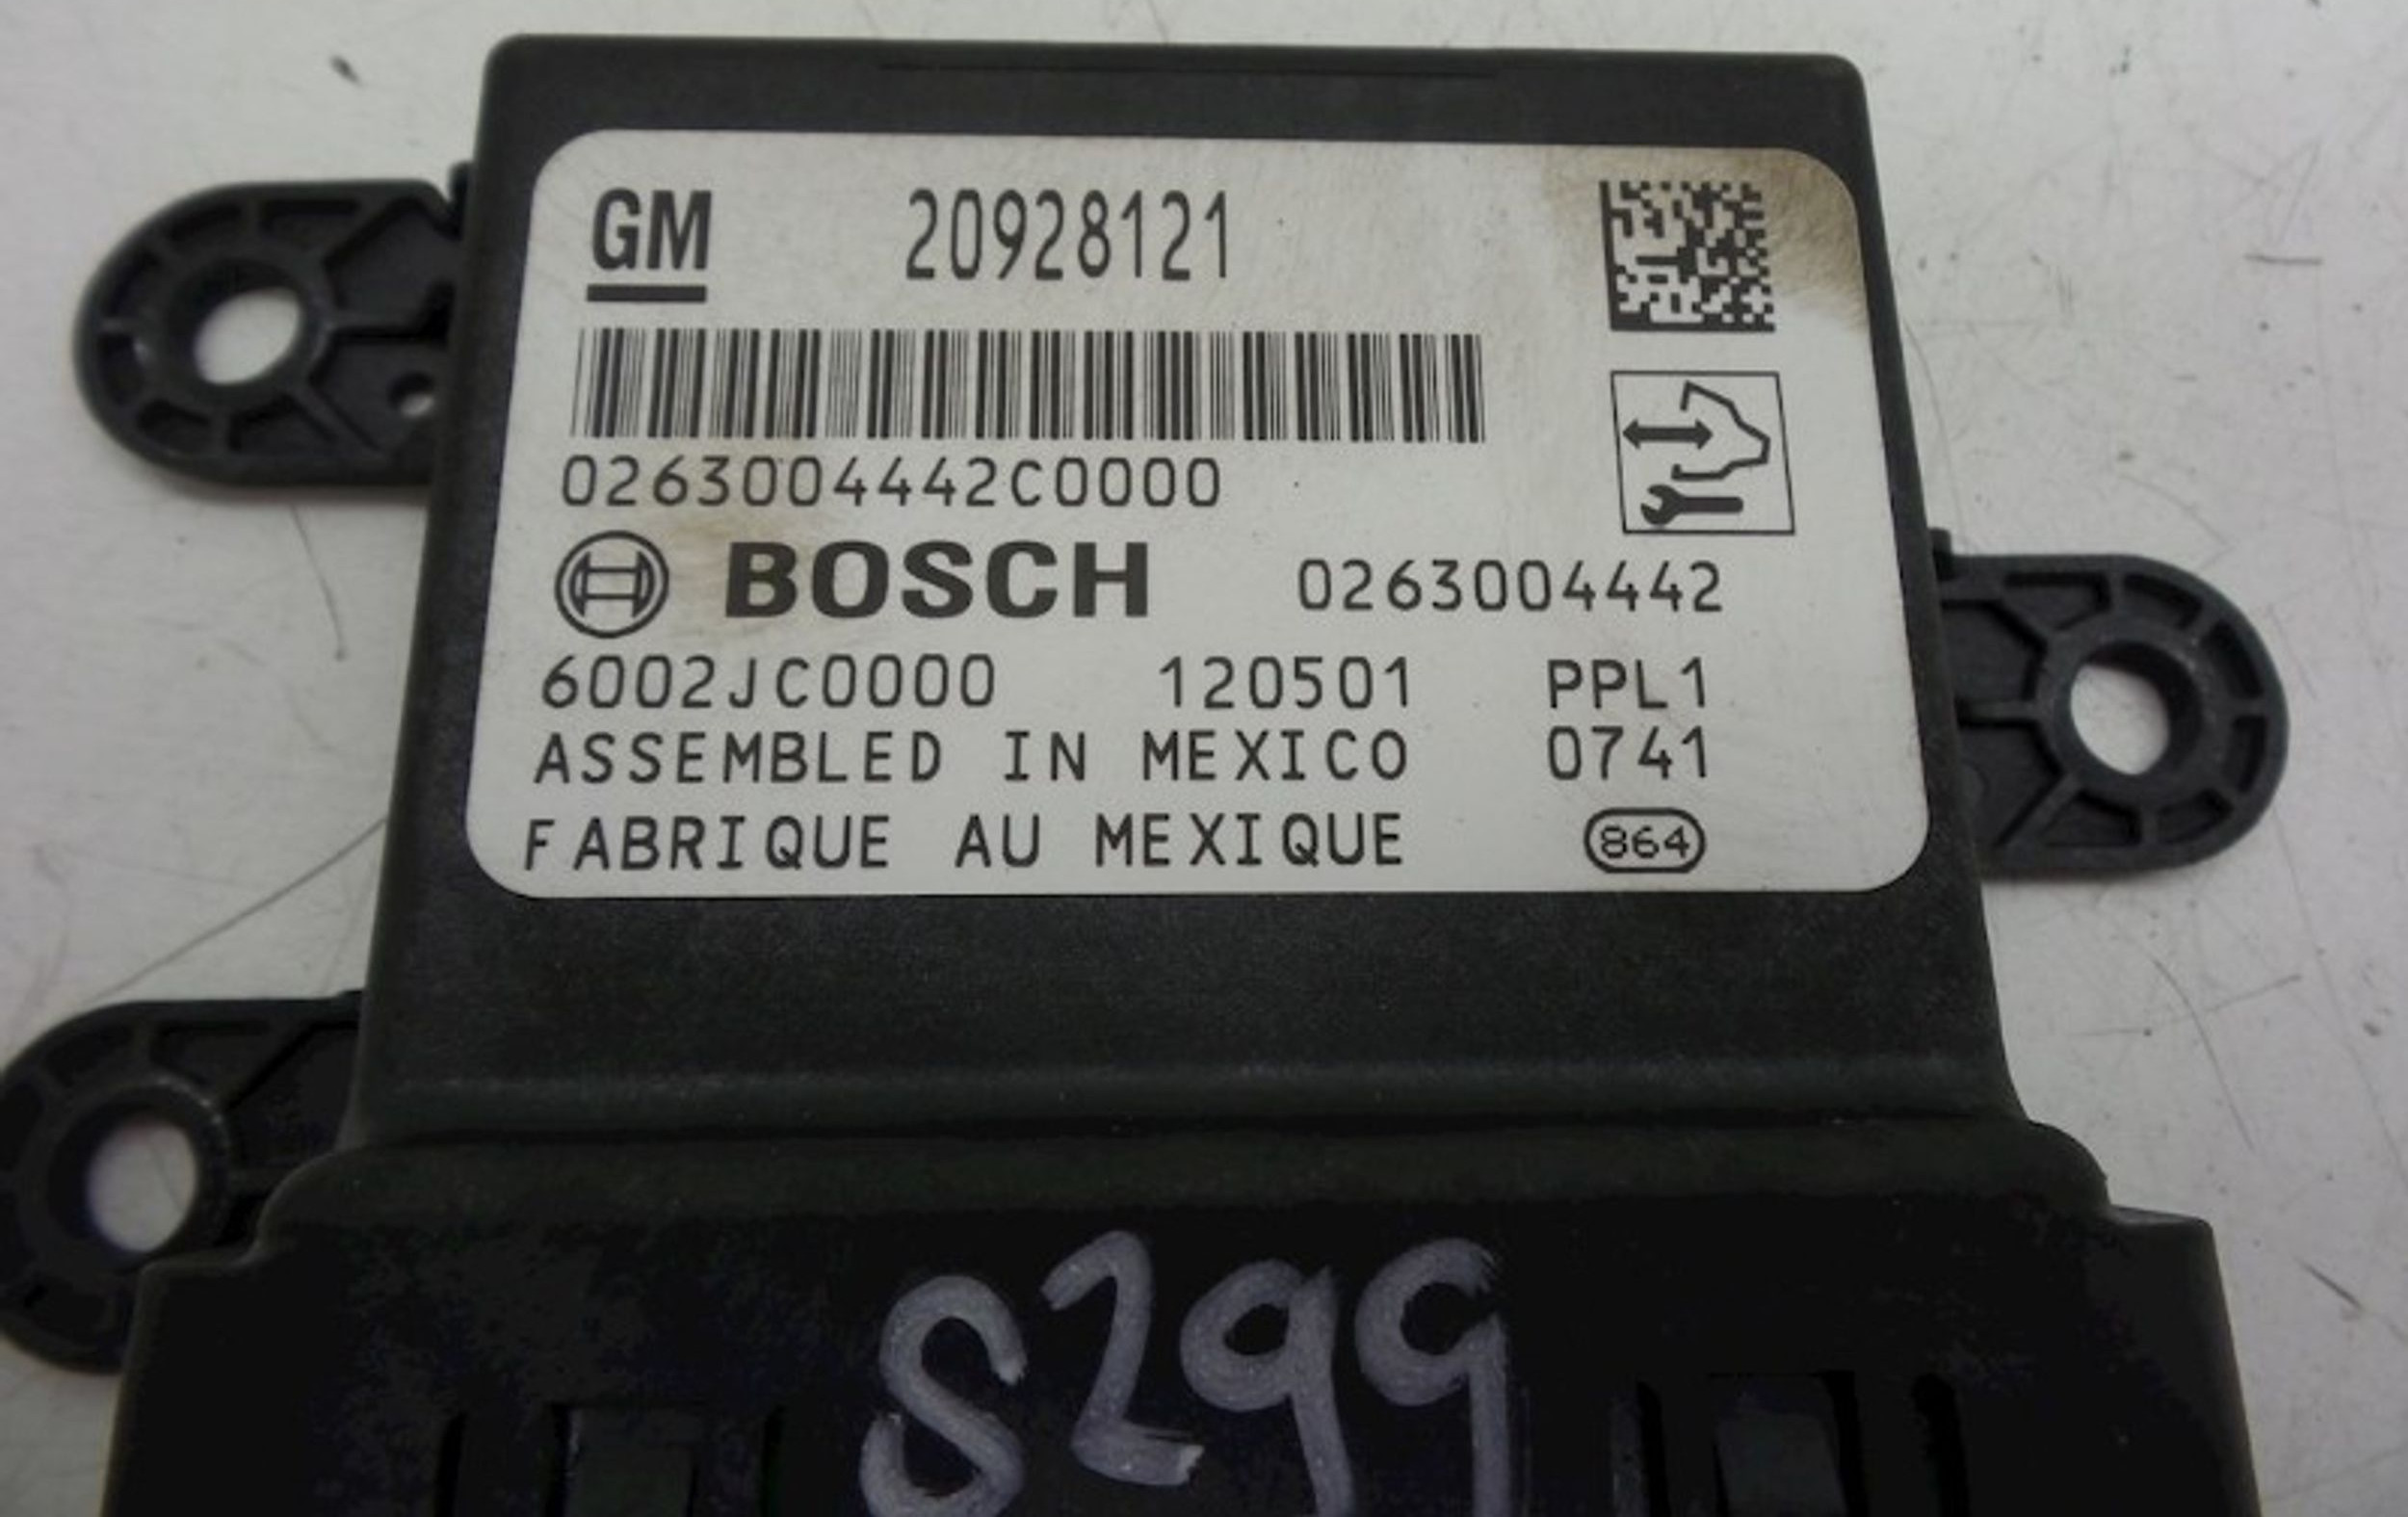 GM 20928121
0263004442C0000
BOSCH 0263004442
6002JC0000 120501 PPL1
ASSEMBLED IN MEXICO 0741
FABRIQUE AU MEXIQUE 864
S299